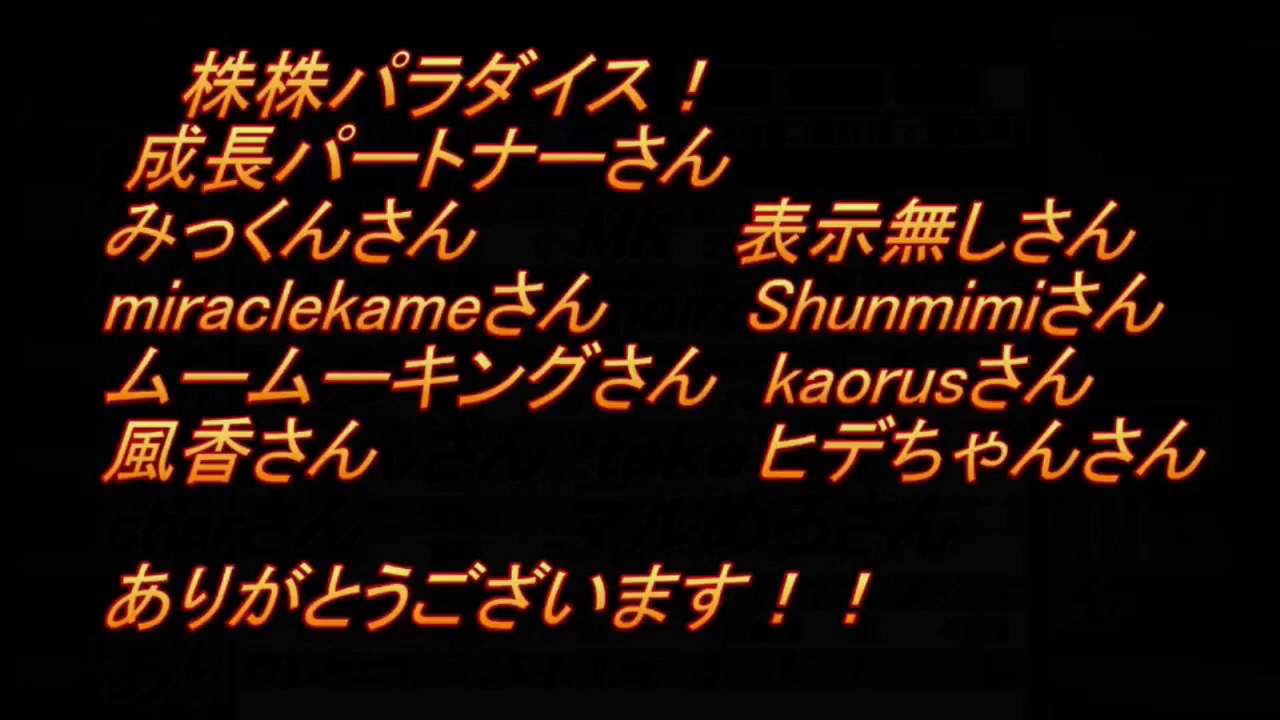 株株パラダイス！
成長パートナーさん
みっくんさん 表示無しさん
miraclekameさん Shunmimiさん
ムームーキングさん kaorusさん
風香さん ヒデちゃんさん
ありがとうございます！！